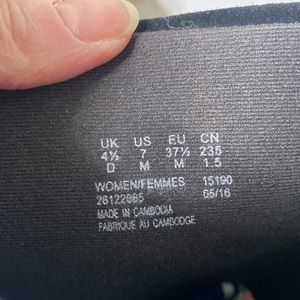 UK US EU CN
4½ 7 37½ 235
D M M 1.5
WOMEN/FEMMES 15190
26122985 05/16
MADE IN CAMBODIA
FABRIQUE AU CAMBODGE